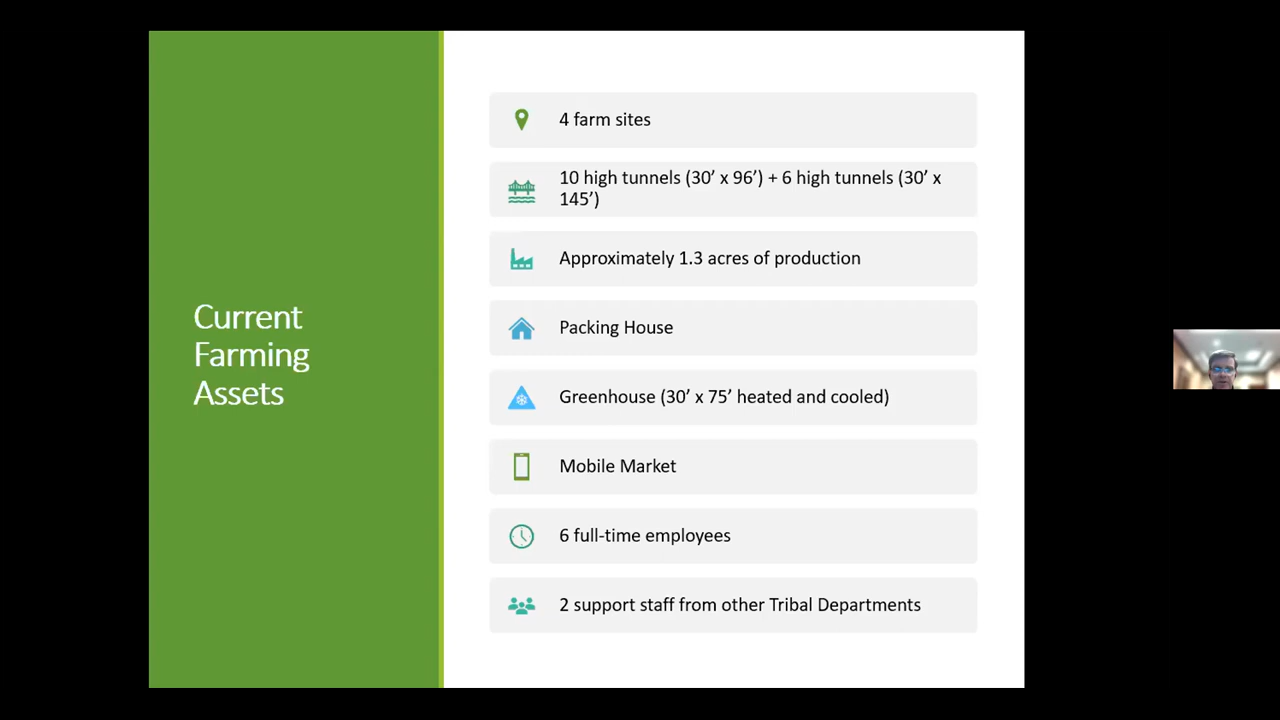 Current
Farming
Assets
4 farm sites
10 high tunnels (30’ x 96’) + 6 high tunnels (30’ x
145’)
Approximately 1.3 acres of production
Packing House
Greenhouse (30’ x 75’ heated and cooled)
Mobile Market
6 full-time employees
2 support staff from other Tribal Departments